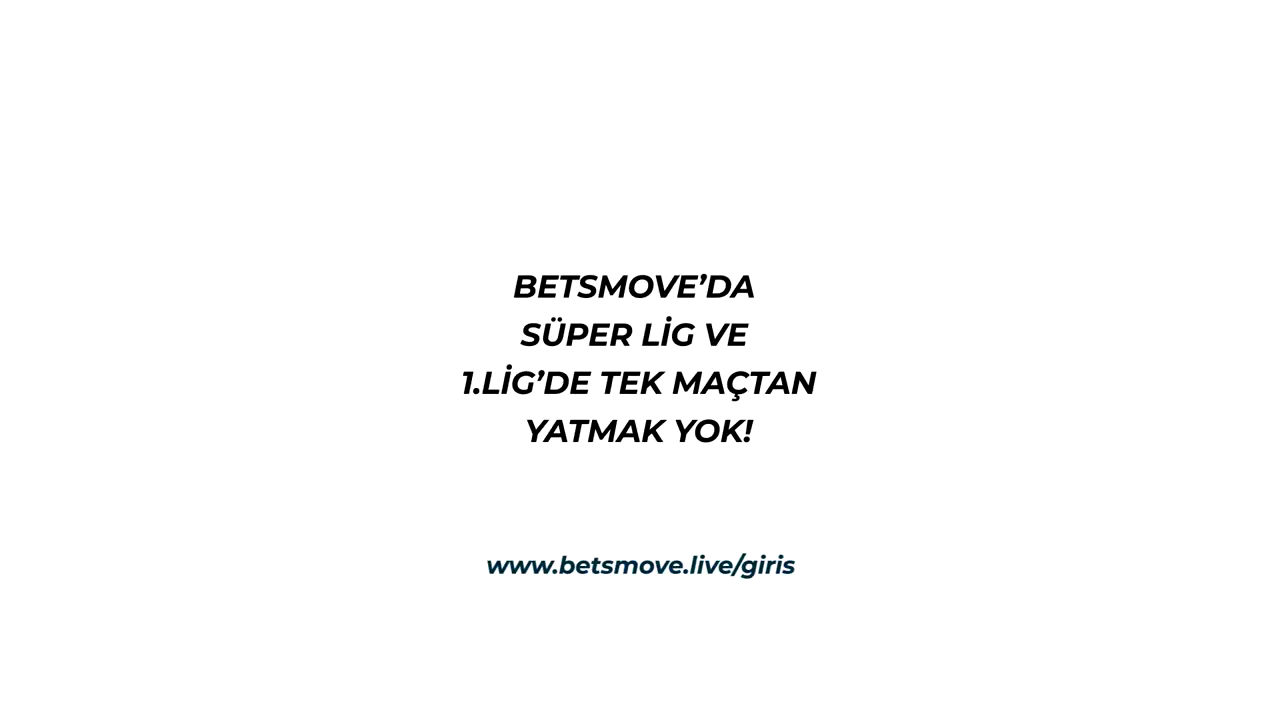 BETSMOVE’DA
SÜPER LİG VE
1.LİG’DE TEK MAÇTAN
YATMAK YOK!
www.betsmove.live/giris